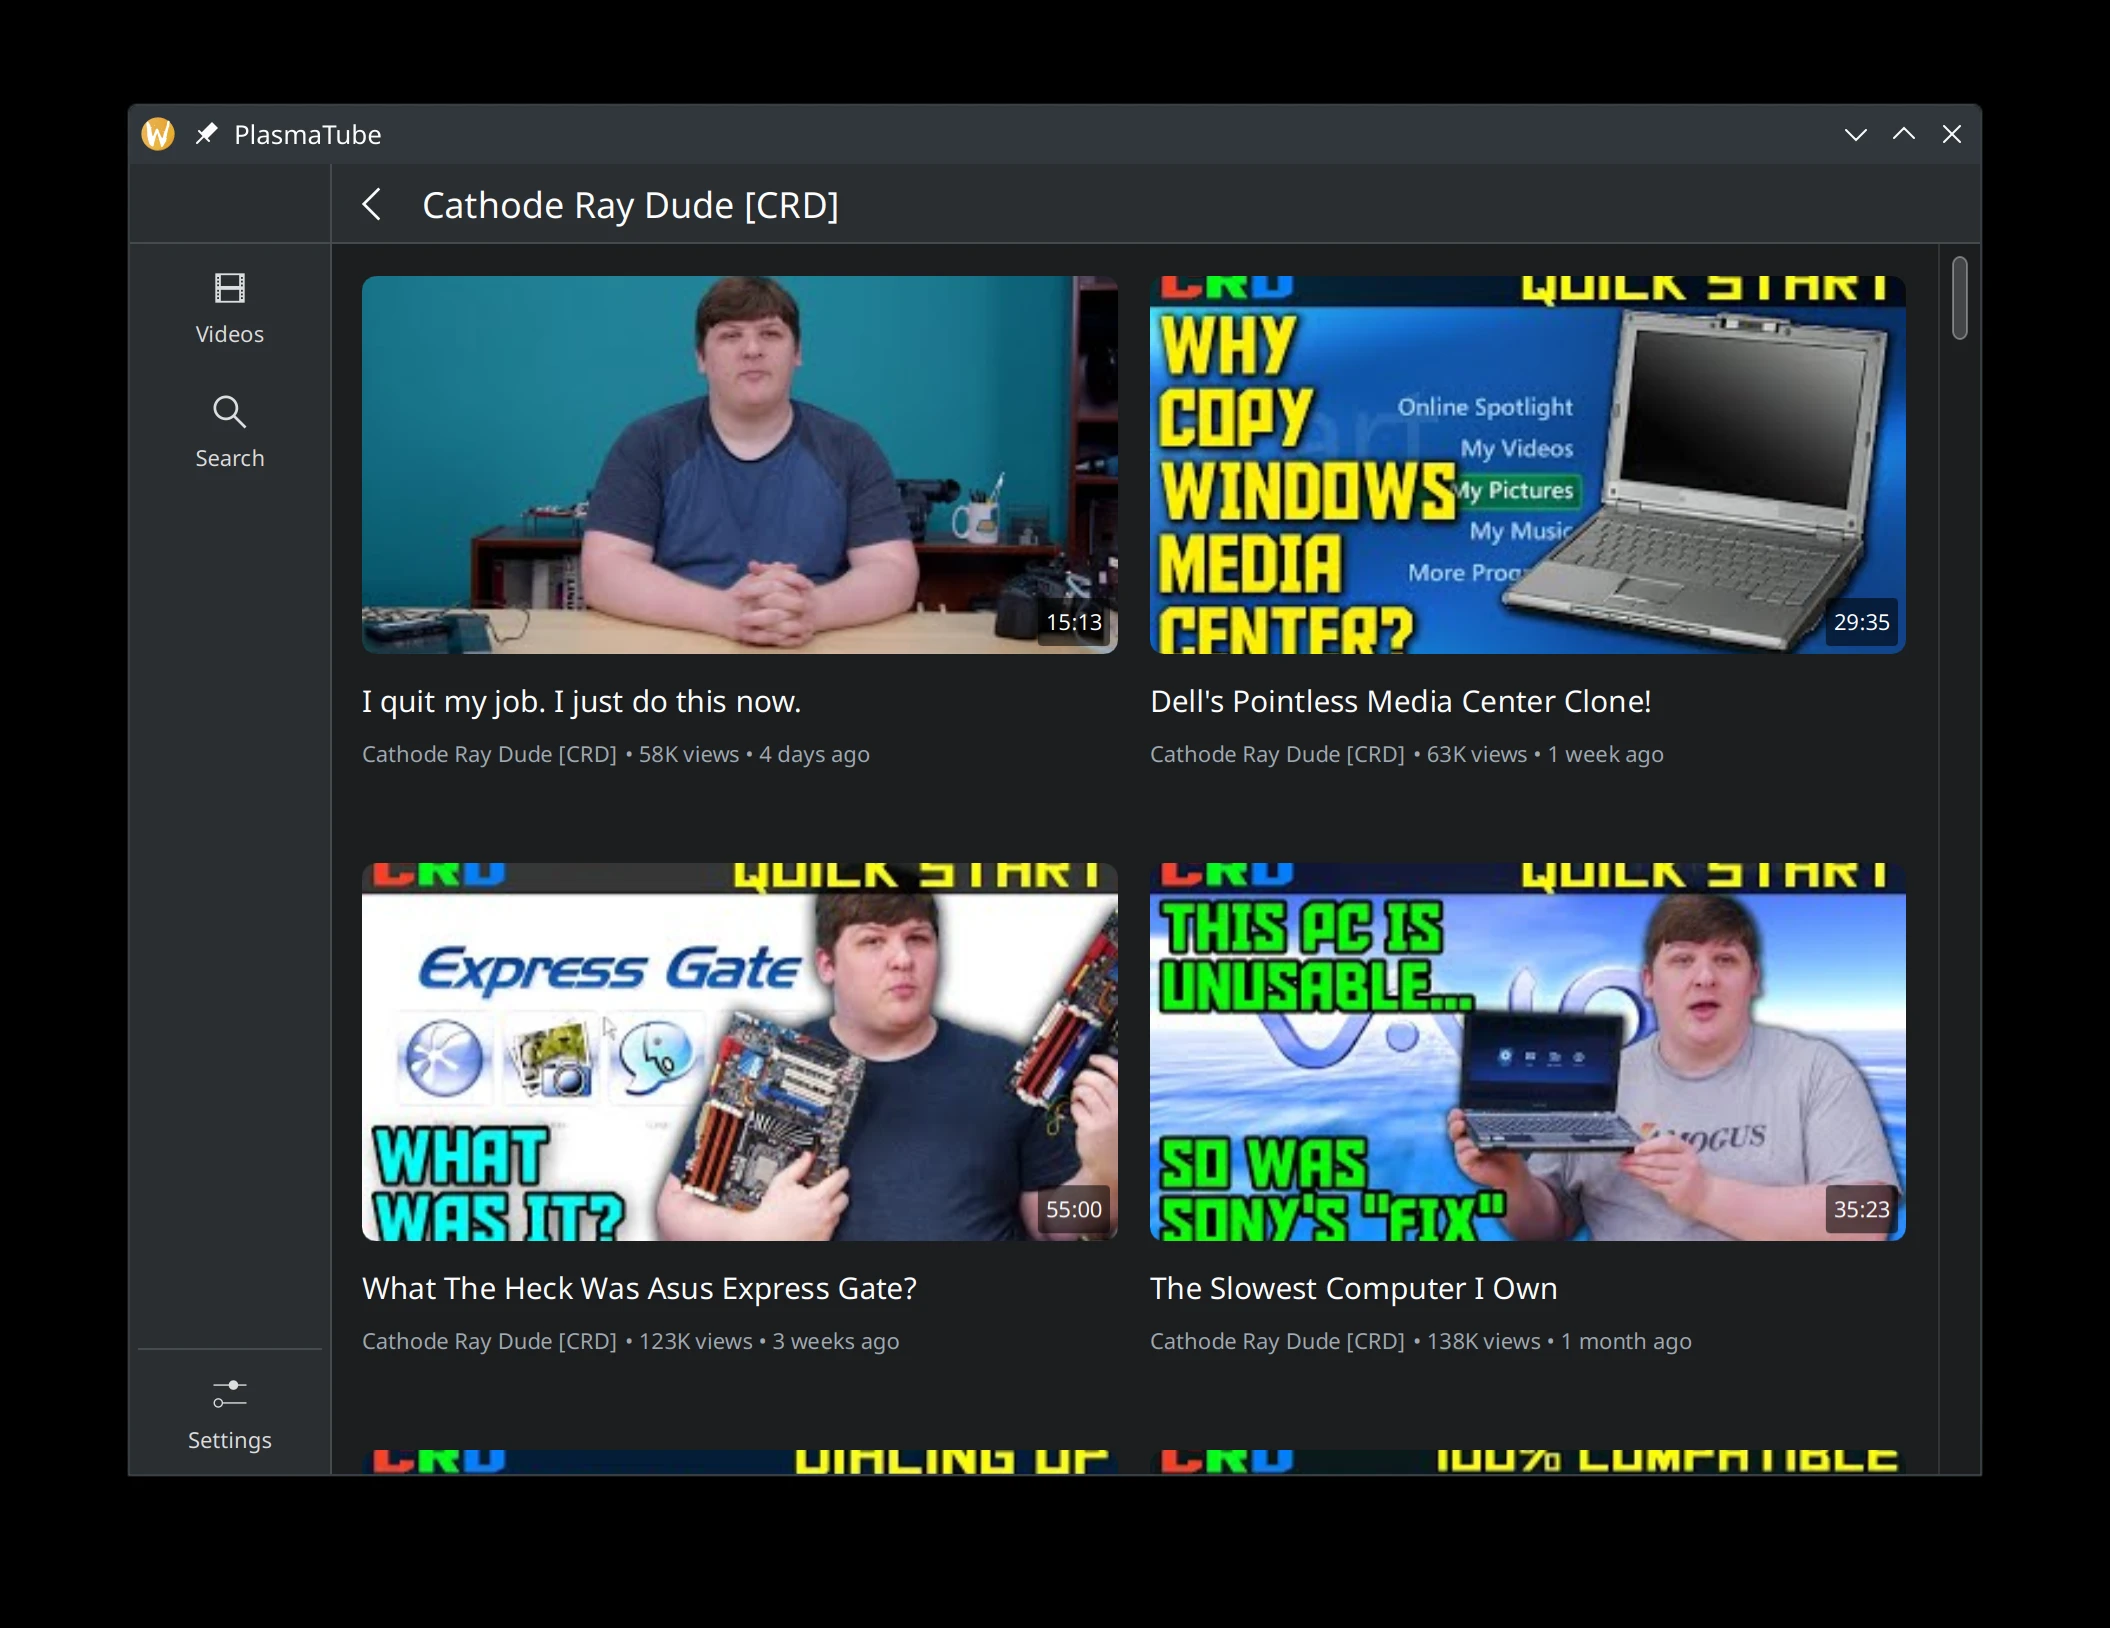 PlasmaTube
Cathode Ray Dude [CRD]
Videos
Search
Settings
15:13
I quit my job. I just do this now.
Cathode Ray Dude [CRD] • 58K views • 4 days ago
CRD QUICK START
WHY
COPY
WINDOWS
MEDIA
CENTER?
Online Spotlight
My Videos
My Pictures
My Music
More
29:35
Dell's Pointless Media Center Clone!
Cathode Ray Dude [CRD] • 63K views • 1 week ago
CRD QUICK START
Express Gate
WHAT
WAS IT?
55:00
What The Heck Was Asus Express Gate?
Cathode Ray Dude [CRD] • 123K views • 3 weeks ago
CRD QUICK START
THIS PC IS
UNUSABLE...
SO WAS
SONY'S "FIX"
35:23
The Slowest Computer I Own
Cathode Ray Dude [CRD] • 138K views • 1 month ago
CRD DIALING UP
CRD 100% COMPATIBLE